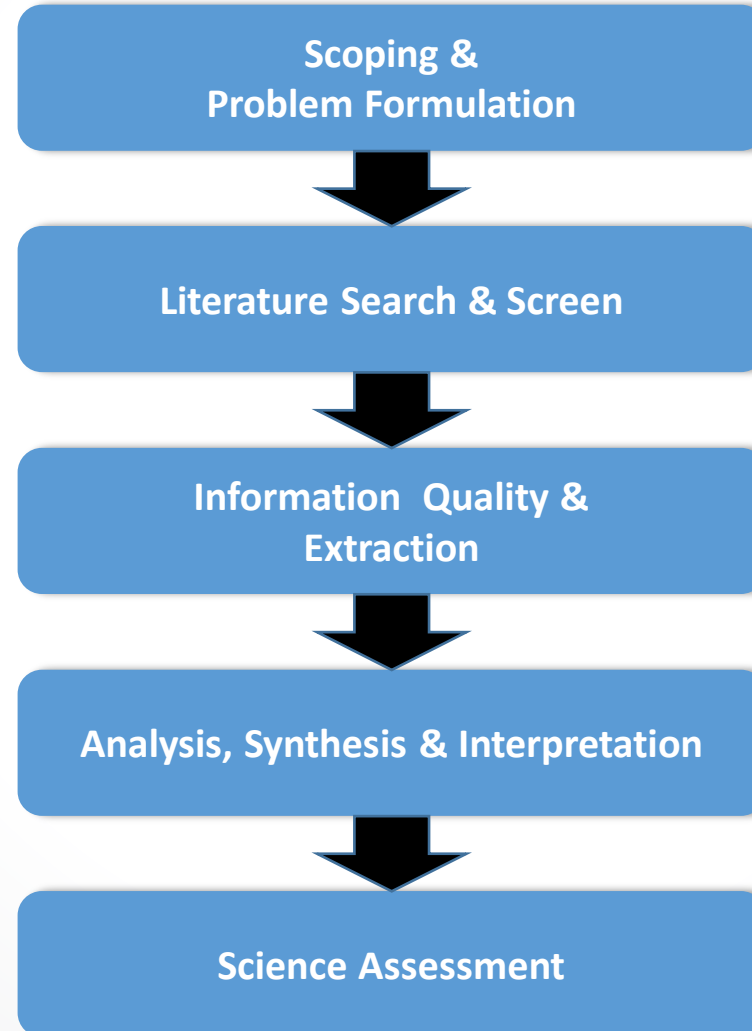 Scoping &
Problem Formulation
Literature Search & Screen
Information  Quality &
Extraction
Analysis, Synthesis & Interpretation
Science Assessment